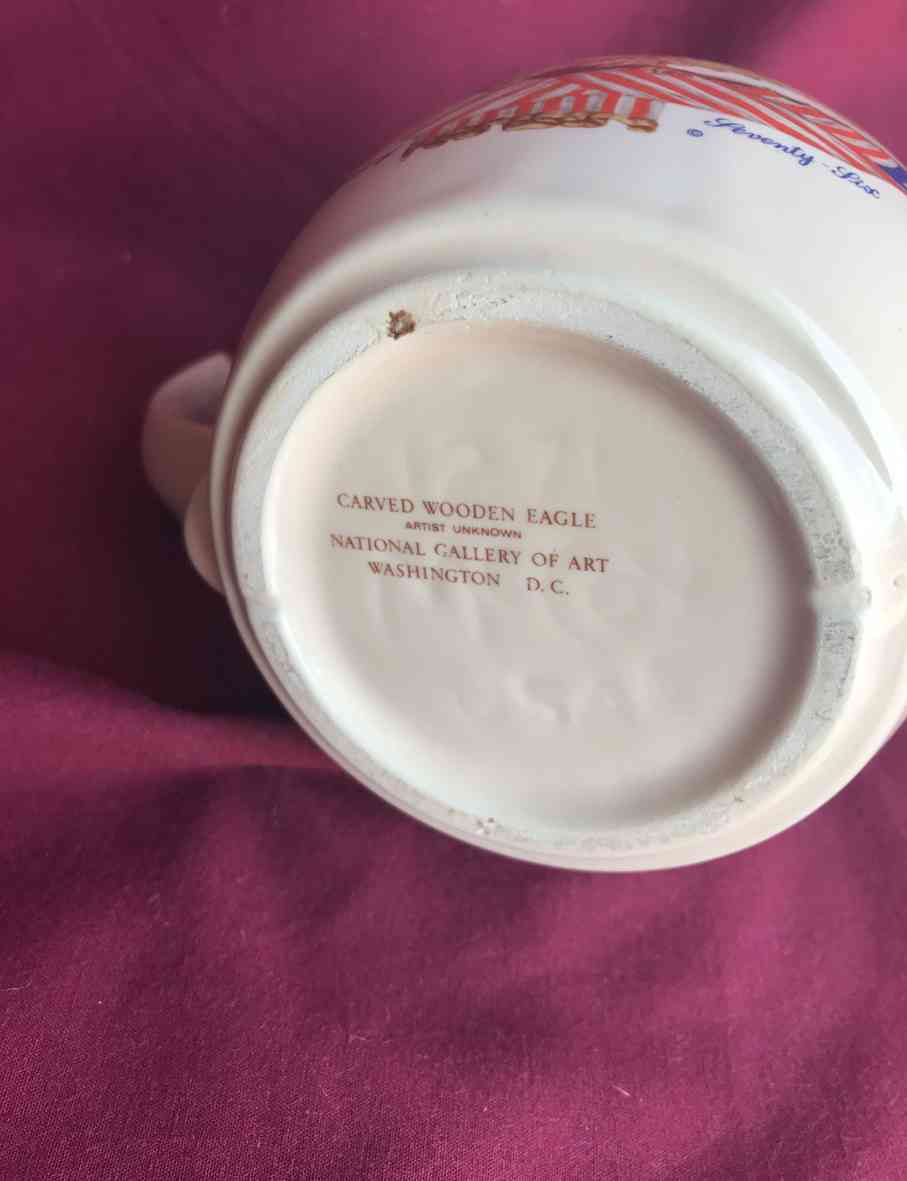 © Seventy-Six
CARVED WOODEN EAGLE
ARTIST UNKNOWN
NATIONAL GALLERY OF ART
WASHINGTON D.C.